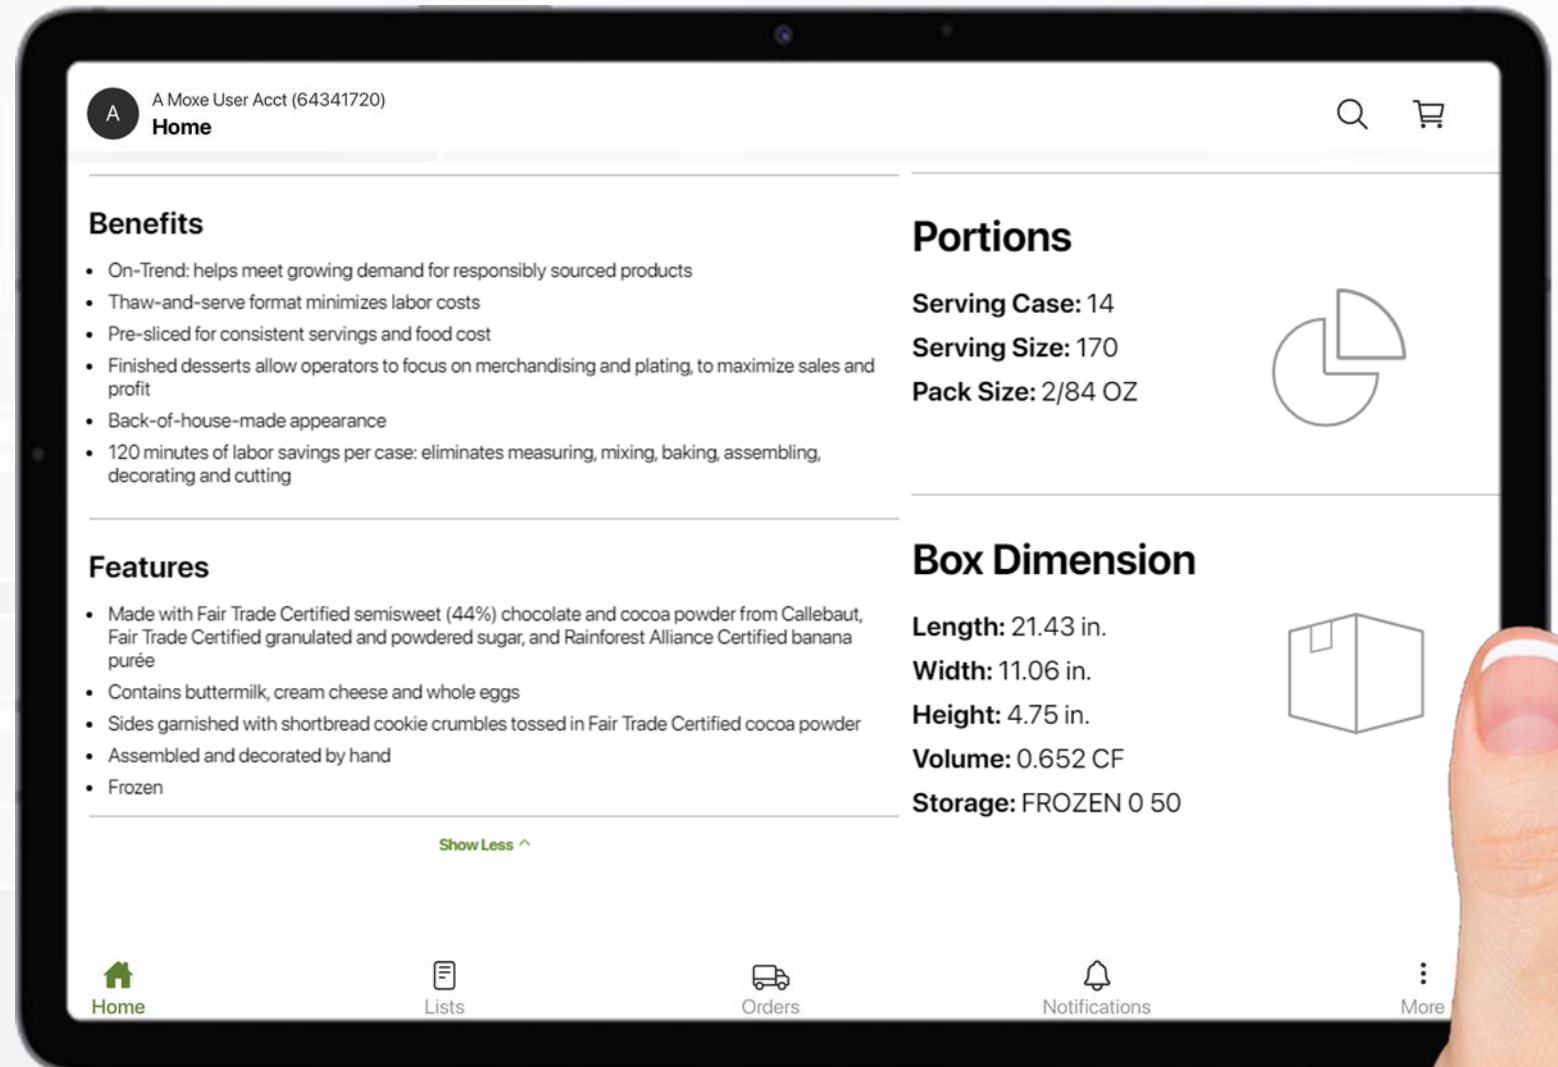 A
A Moxe User Acct (64341720)
Home
Benefits
• On-Trend: helps meet growing demand for responsibly sourced products
• Thaw-and-serve format minimizes labor costs
• Pre-sliced for consistent servings and food cost
• Finished desserts allow operators to focus on merchandising and plating, to maximize sales and
profit
• Back-of-house-made appearance
• 120 minutes of labor savings per case: eliminates measuring, mixing, baking, assembling,
decorating and cutting
Features
• Made with Fair Trade Certified semisweet (44%) chocolate and cocoa powder from Callebaut,
Fair Trade Certified granulated and powdered sugar, and Rainforest Alliance Certified banana
purée
• Contains buttermilk, cream cheese and whole eggs
• Sides garnished with shortbread cookie crumbles tossed in Fair Trade Certified cocoa powder
• Assembled and decorated by hand
• Frozen
Show Less
Portions
Serving Case: 14
Serving Size: 170
Pack Size: 2/84 OZ
Box Dimension
Length: 21.43 in.
Width: 11.06 in.
Height: 4.75 in.
Volume: 0.652 CF
Storage: FROZEN 0 50
Home
Lists
Orders
Notifications
More